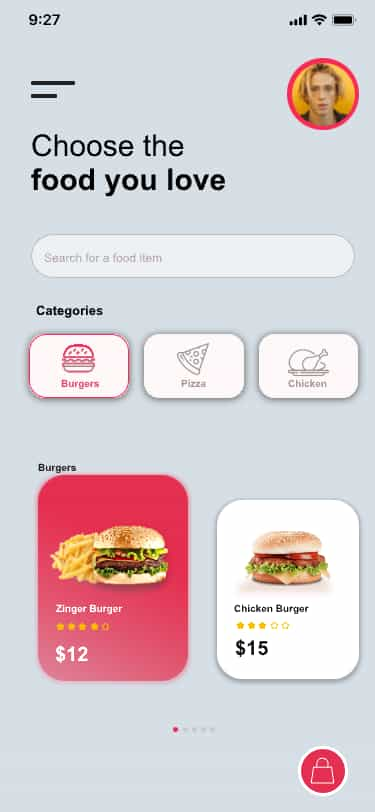 9:27
Choose the
food you love
Search for a food item
Categories
Burgers
Pizza
Chicken
Burgers
Zinger Burger
$12
Chicken Burger
$15